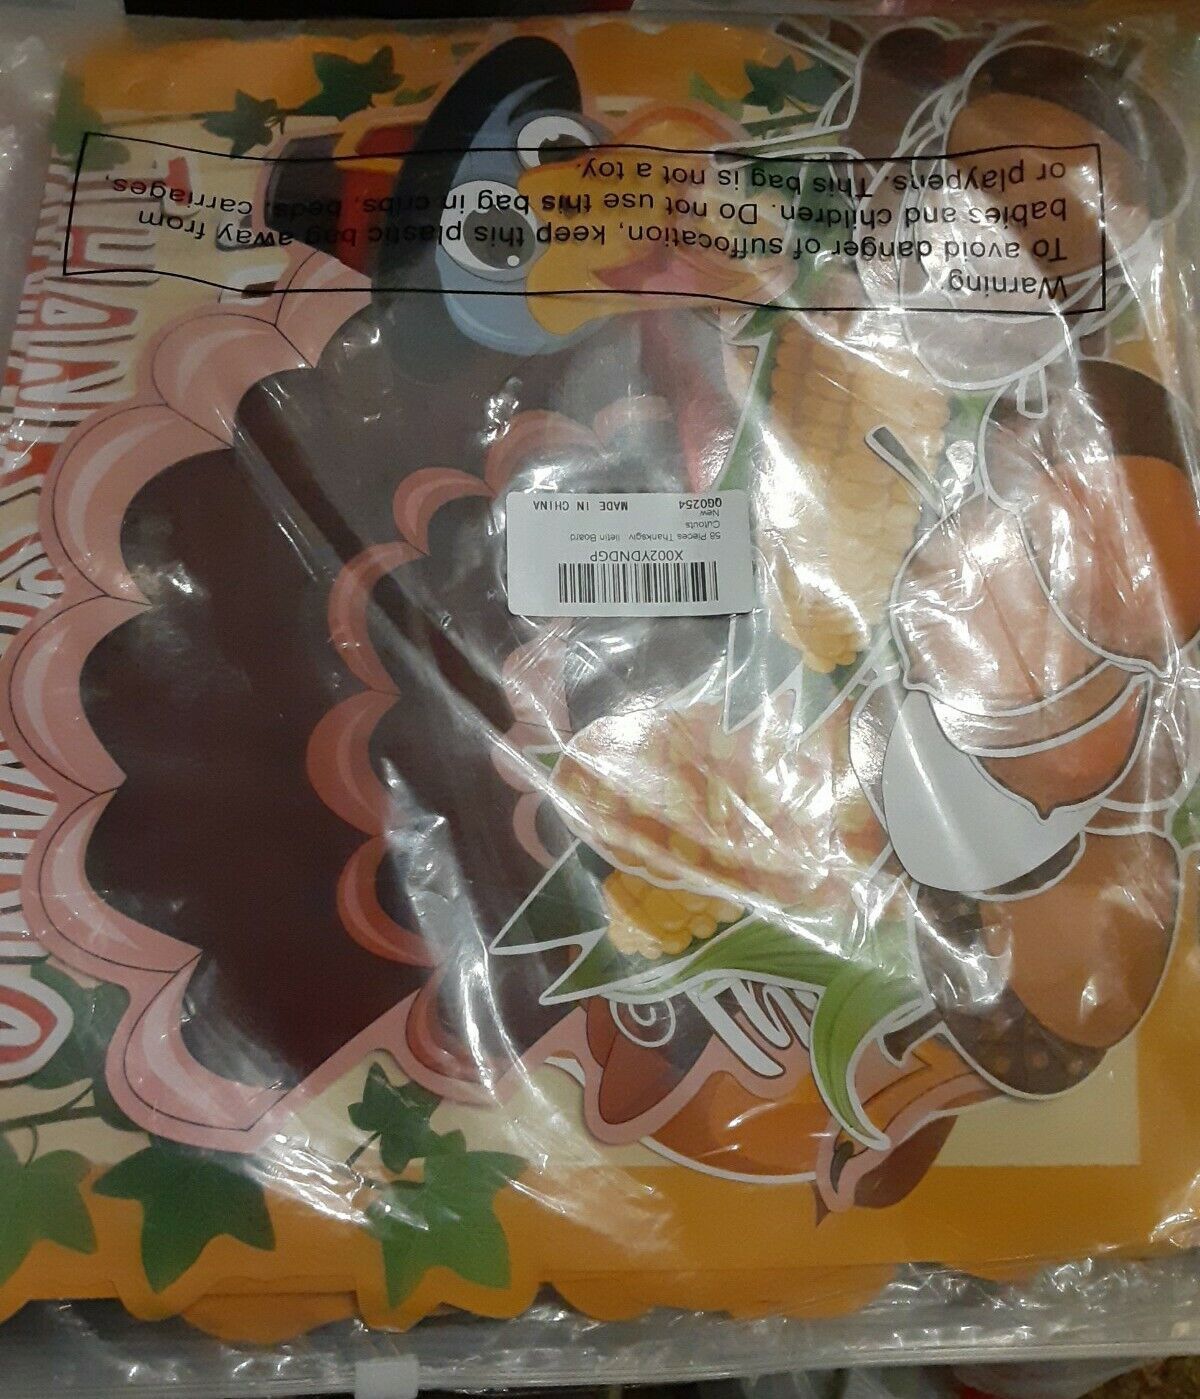 Warning
To avoid danger of suffocation, keep this plastic bag away from
babies and children. Do not use this bag in cribs, beds, carriages,
or playpens. This bag is not a toy.
X002YDNDGP
58 Pieces Thanksgiv lletin Board
Cutouts
New
QG0254 MADE IN CHINA